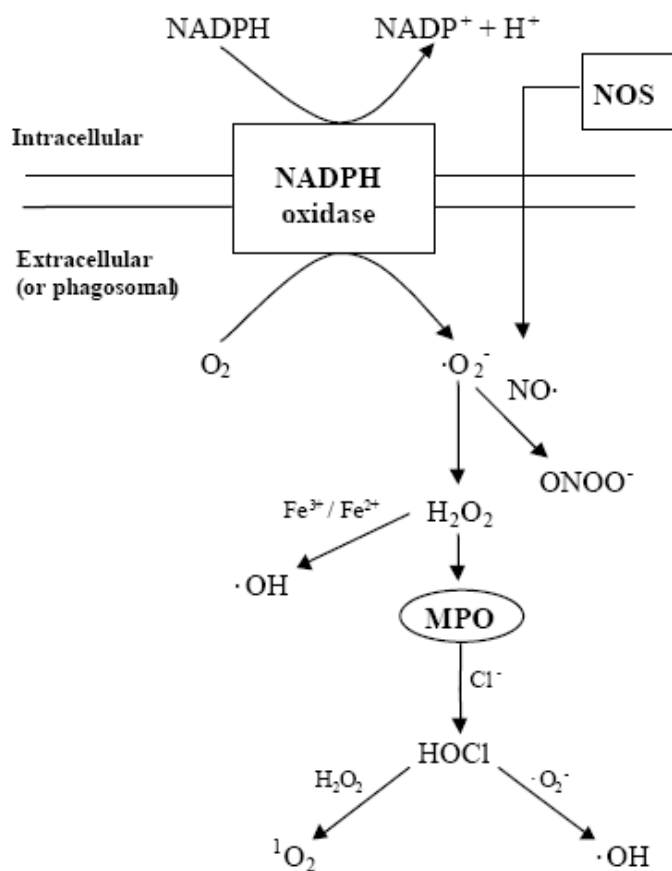 NADPH NADP⁺ + H⁺
NOS
Intracellular
NADPH
oxidase
Extracellular
(or phagosomal)
O₂ ·O₂⁻
NO·
ONOO⁻
Fe³⁺ / Fe²⁺ H₂O₂
·OH
MPO
Cl⁻
HOCl
H₂O₂ ·O₂⁻
¹O₂ ·OH